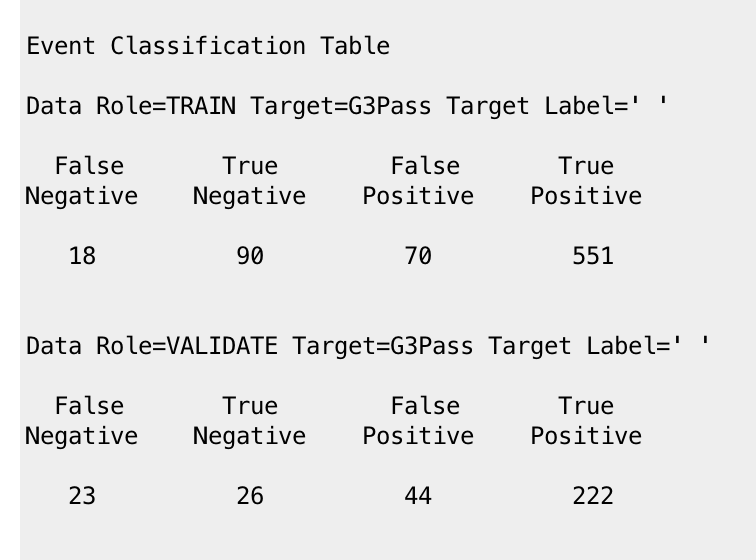 Event Classification Table
Data Role=TRAIN Target=G3Pass Target Label=' '
False True False True
Negative Negative Positive Positive
18 90 70 551
Data Role=VALIDATE Target=G3Pass Target Label=' '
False True False True
Negative Negative Positive Positive
23 26 44 222